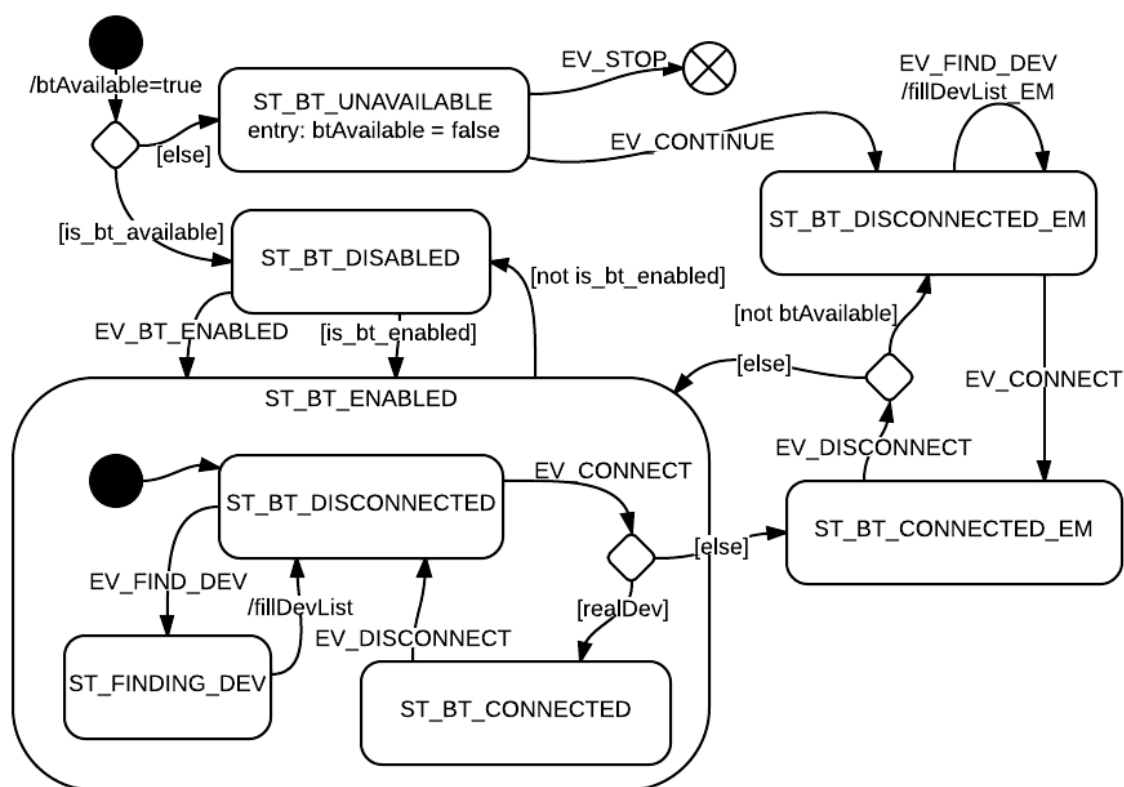 /btAvailable=true
[else]
ST_BT_UNAVAILABLE
entry: btAvailable = false
EV_STOP
EV_CONTINUE
EV_FIND_DEV
/fillDevList_EM
ST_BT_DISCONNECTED_EM
[is_bt_available]
ST_BT_DISABLED
[not is_bt_enabled]
EV_BT_ENABLED
[is_bt_enabled]
[not btAvailable]
[else]
EV_CONNECT
EV_DISCONNECT
ST_BT_CONNECTED_EM
ST_BT_ENABLED
ST_BT_DISCONNECTED
EV_CONNECT
[else]
[realDev]
EV_FIND_DEV
/fillDevList
EV_DISCONNECT
ST_FINDING_DEV
ST_BT_CONNECTED